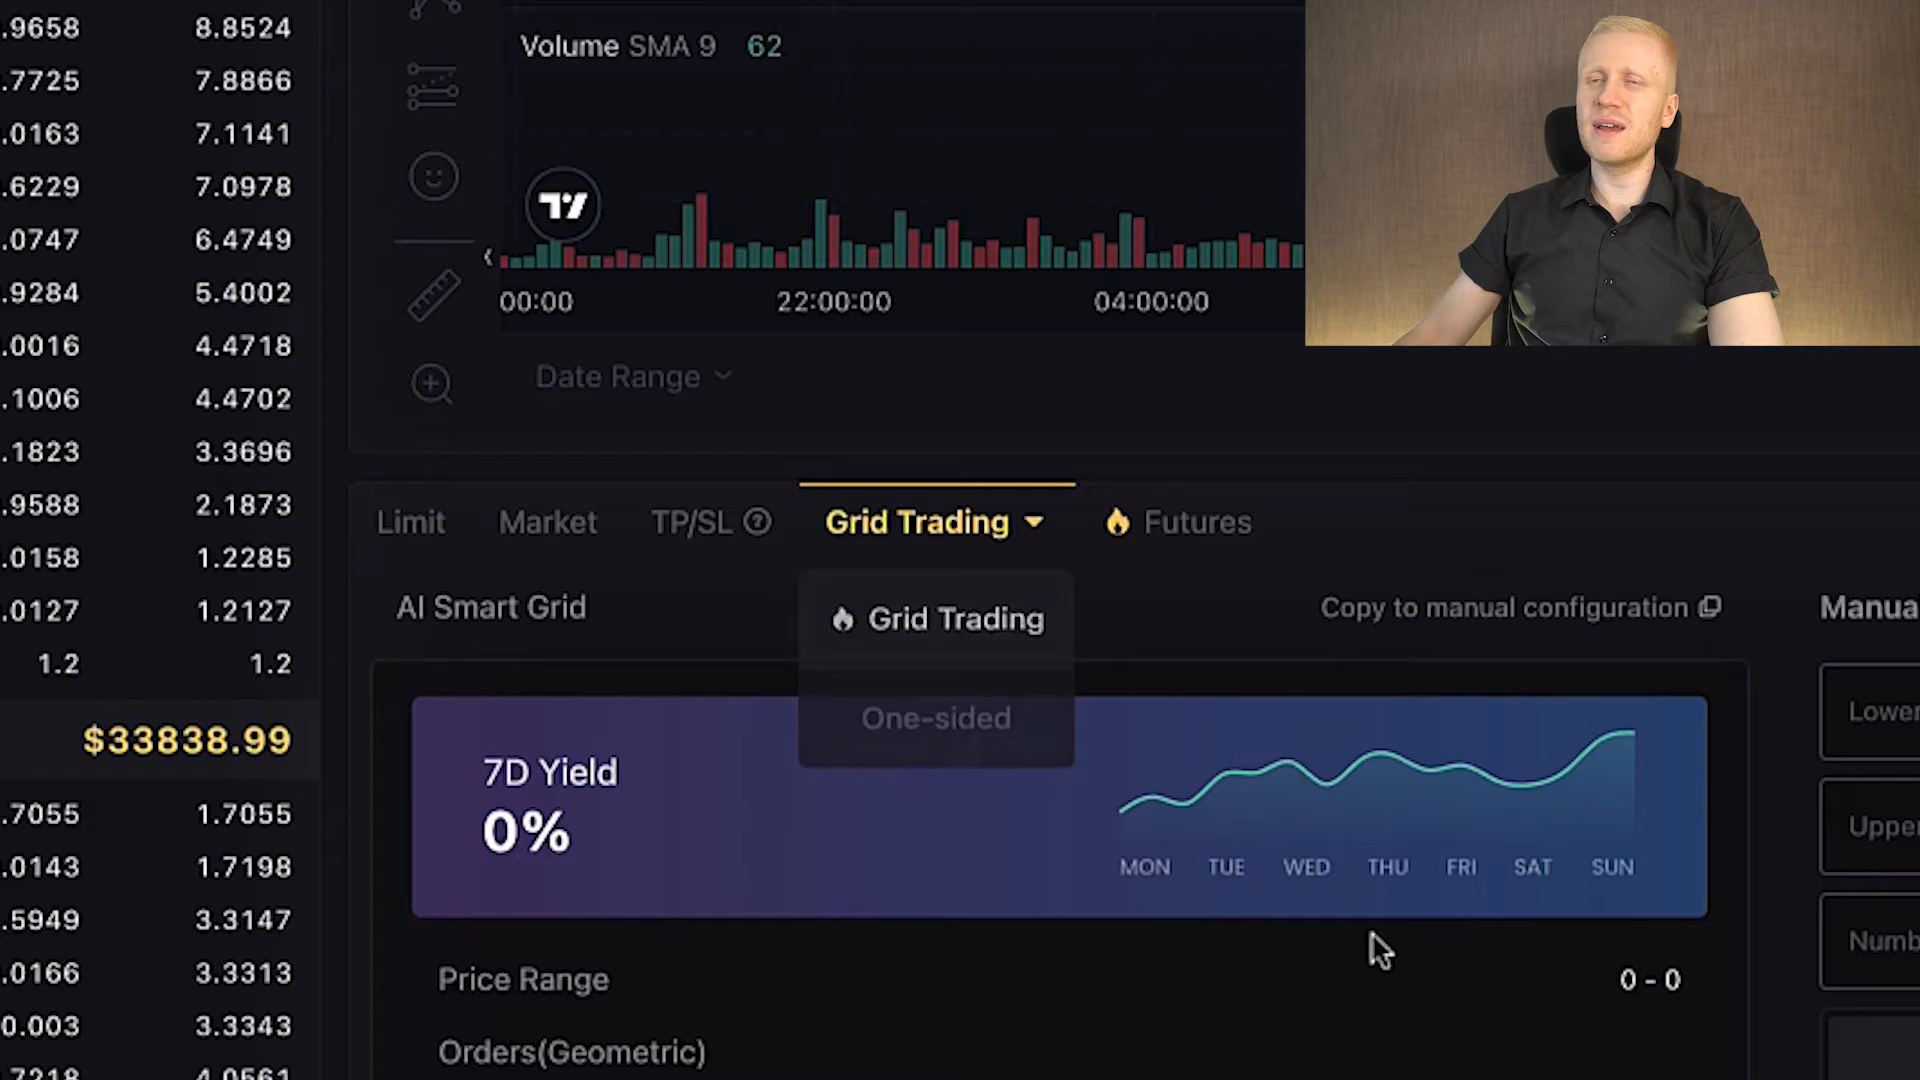 .9658 8.8524
.7725 7.8866
.0163 7.1141
.6229 7.0978
.0747 6.4749
.9284 5.4002
.0016 4.4718
.1006 4.4702
.1823 3.3696
.9588 2.1873
.0158 1.2285
.0127 1.2127
1.2 1.2
$33838.99
.7055 1.7055
.0143 1.7198
.5949 3.3147
.0166 3.3313
0.003 3.3343
.7218 4.0561
Volume SMA 9 62
00:00 22:00:00 04:00:00
Date Range
Limit Market TP/SL Grid Trading Futures
AI Smart Grid
Grid Trading
One-sided
Copy to manual configuration
7D Yield
0%
MON TUE WED THU FRI SAT SUN
Price Range 0 - 0
Orders(Geometric)
Manua
Lower
Upper
Numb